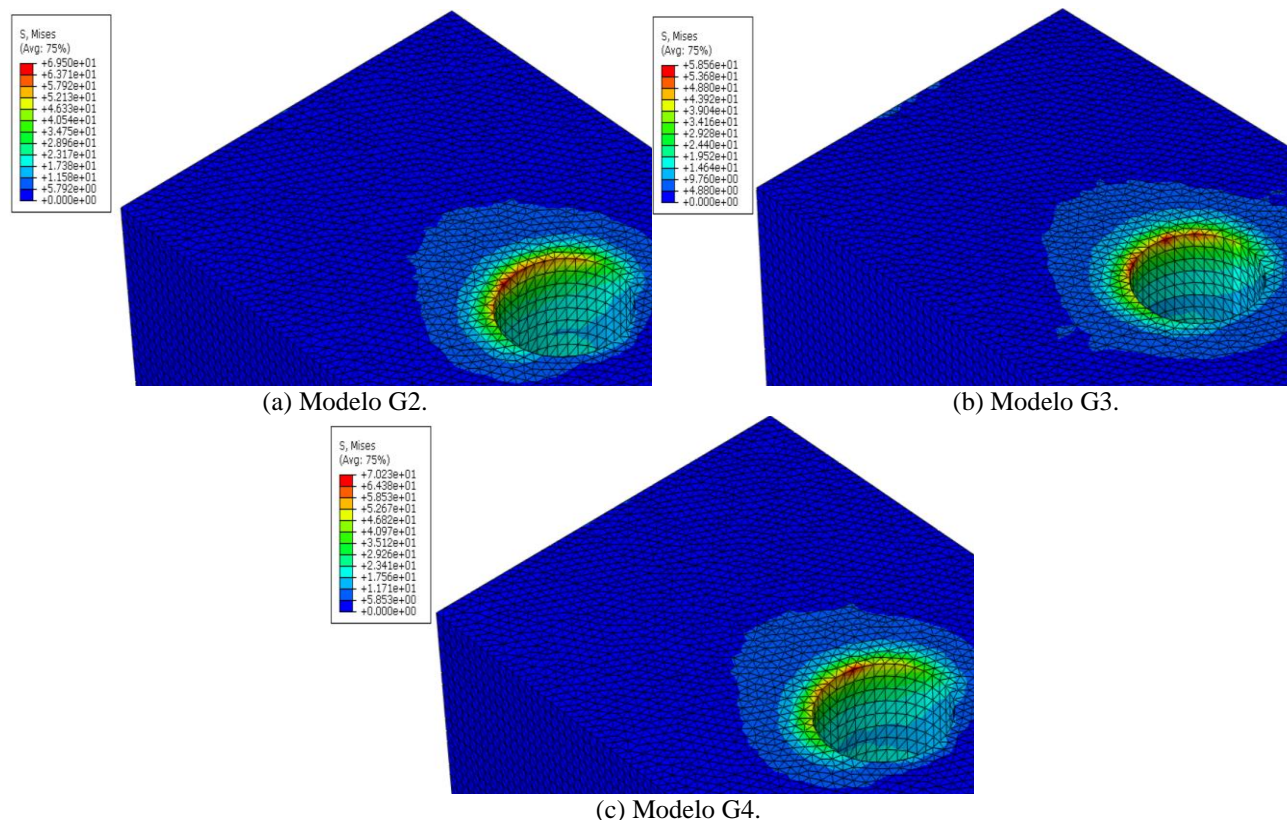 S, Mises
(Avg: 75%)
+6.950e+01
+6.371e+01
+5.792e+01
+5.213e+01
+4.633e+01
+4.054e+01
+3.475e+01
+2.896e+01
+2.317e+01
+1.738e+01
+1.158e+01
+5.792e+00
+0.000e+00
S, Mises
(Avg: 75%)
+5.856e+01
+5.368e+01
+4.880e+01
+4.392e+01
+3.904e+01
+3.416e+01
+2.928e+01
+2.440e+01
+1.952e+01
+1.464e+01
+9.760e+00
+4.880e+00
+0.000e+00
(a) Modelo G2.
(b) Modelo G3.
S, Mises
(Avg: 75%)
+7.023e+01
+6.438e+01
+5.853e+01
+5.267e+01
+4.682e+01
+4.097e+01
+3.512e+01
+2.926e+01
+2.341e+01
+1.756e+01
+1.171e+01
+5.853e+00
+0.000e+00
(c) Modelo G4.